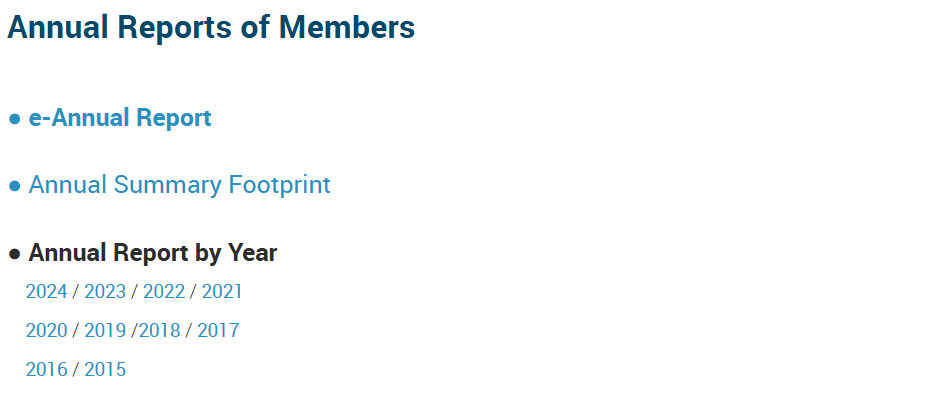 Annual Reports of Members
● e-Annual Report
● Annual Summary Footprint
● Annual Report by Year
2024 / 2023 / 2022 / 2021
2020 / 2019 /2018 / 2017
2016 / 2015